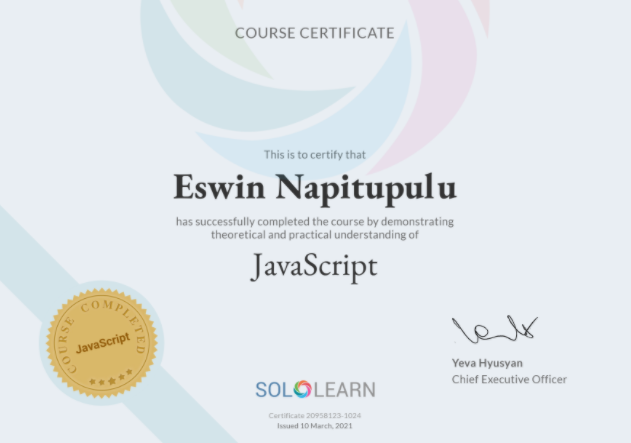 COURSE CERTIFICATE
This is to certify that
Eswin Napitupulu
has successfully completed the course by demonstrating
theoretical and practical understanding of
JavaScript
COURSE COMPLETED
JavaScript
Yeva Hyusyan
Chief Executive Officer
SOLOLEARN
Certificate 20958123-1024
Issued 10 March, 2021